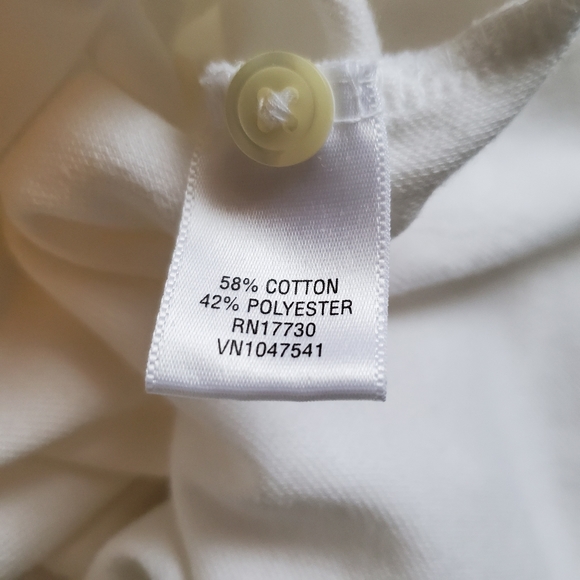 58% COTTON
42% POLYESTER
RN17730
VN1047541